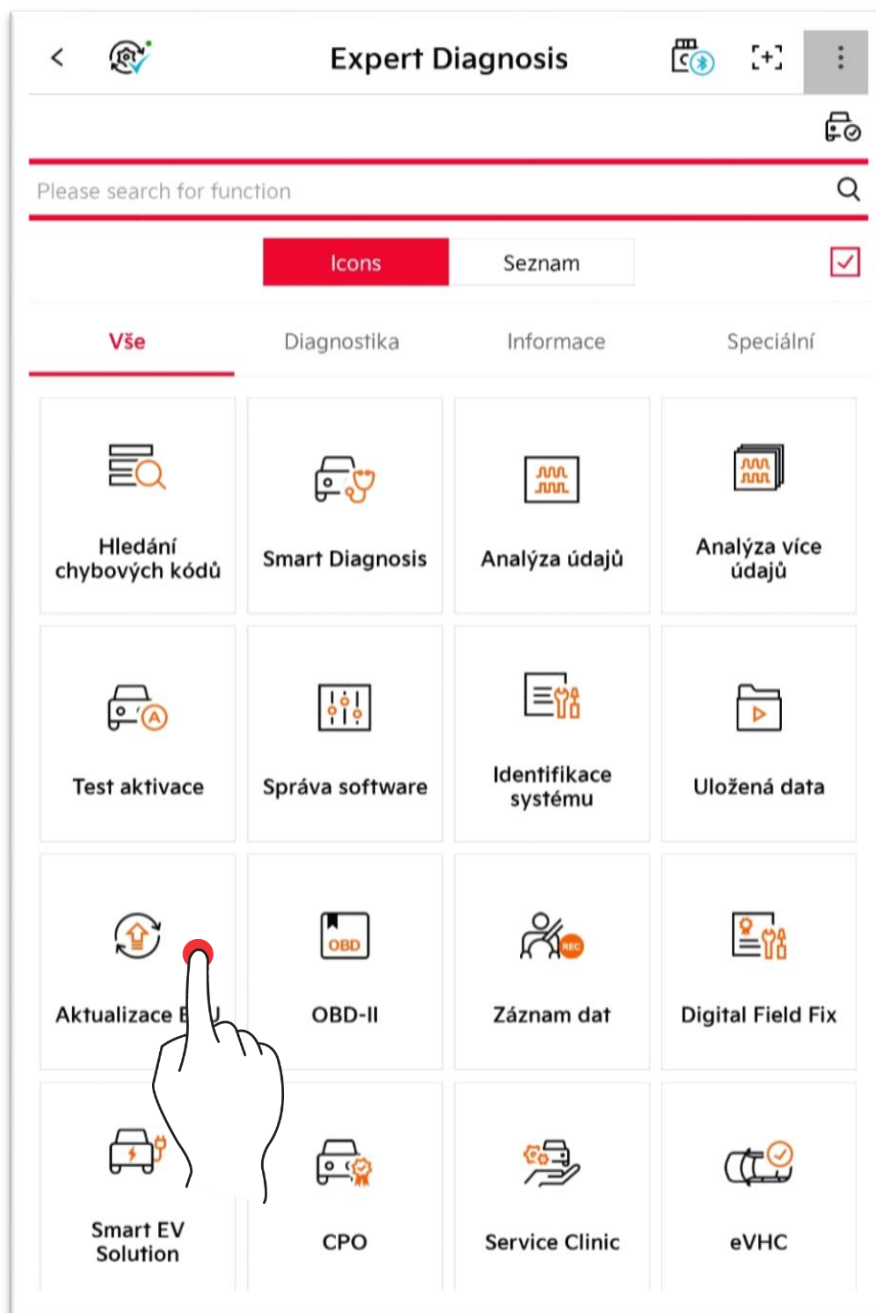 Expert Diagnosis
Please search for function
Icons
Seznam
Vše
Diagnostika
Informace
Speciální
Hledání
chybových kódů
Smart Diagnosis
Analýza údajů
Analýza více
údajů
Test aktivace
Správa software
Identifikace
systému
Uložená data
OBD
REC
Aktualizace
OBD-II
Záznam dat
Digital Field Fix
Smart EV
Solution
CPO
Service Clinic
eVHC